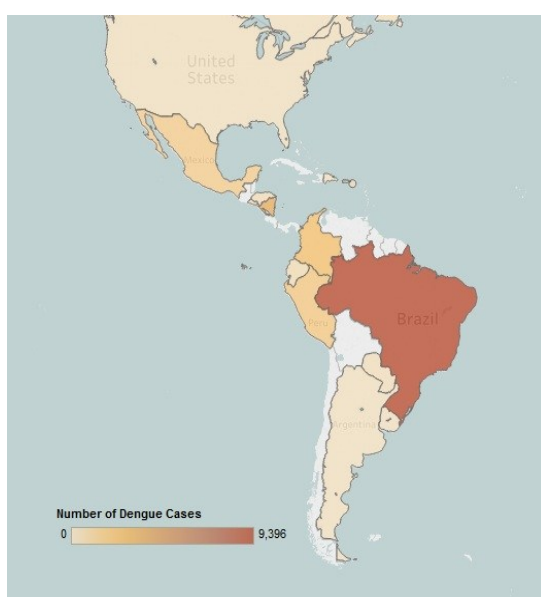 United
States
Mexico
Peru
Brazil
Argentina
Number of Dengue Cases
0 9,396